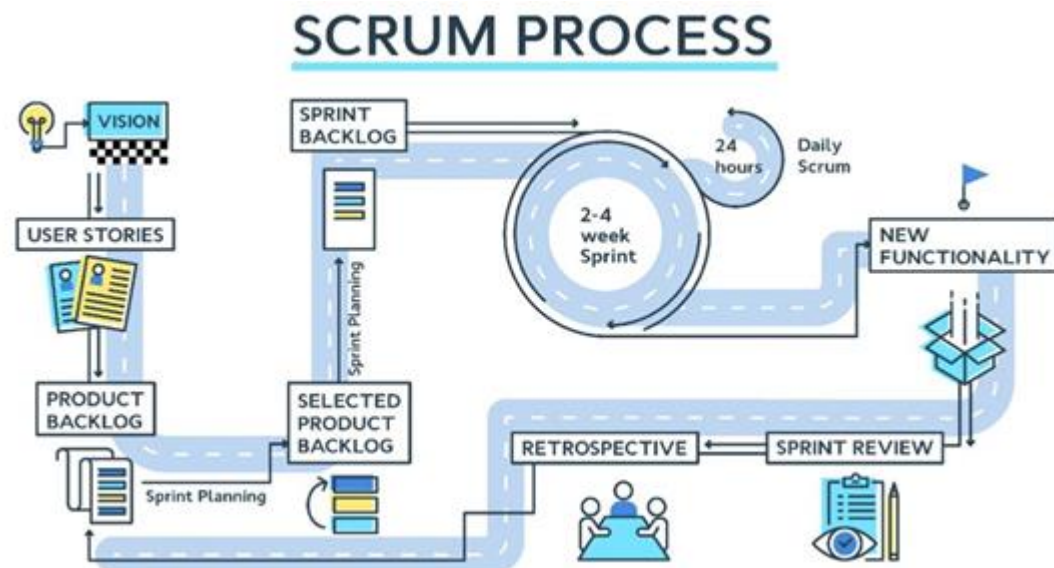 SCRUM PROCESS
VISION
USER STORIES
PRODUCT
BACKLOG
Sprint Planning
SELECTED
PRODUCT
BACKLOG
Sprint Planning
SPRINT
BACKLOG
2-4
week
Sprint
24
hours
Daily
Scrum
NEW
FUNCTIONALITY
SPRINT REVIEW
RETROSPECTIVE